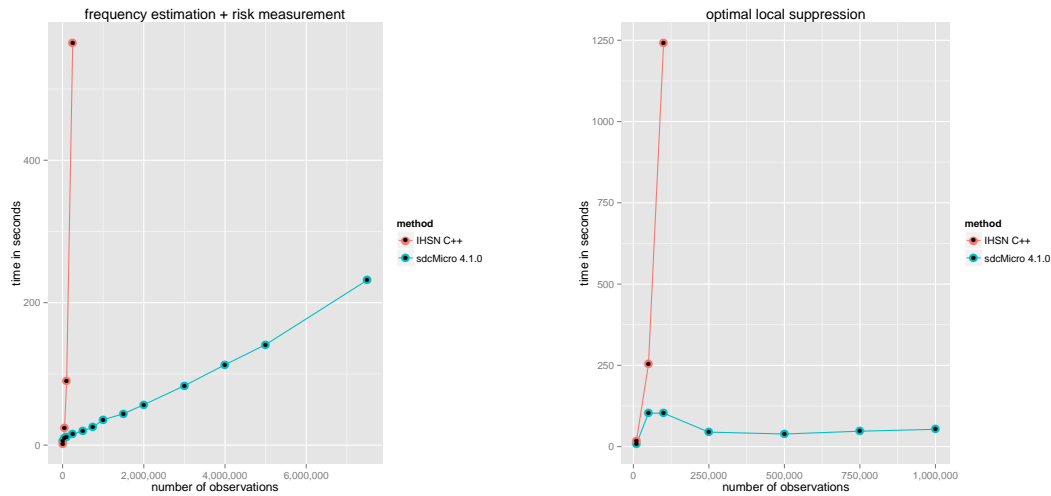 frequency estimation + risk measurement
400
200
0
time in seconds
0
2,000,000
4,000,000
6,000,000
number of observations
method
IHSN C++
sdcMicro 4.1.0
optimal local suppression
1250
1000
750
500
250
0
time in seconds
0
250,000
500,000
750,000
1,000,000
number of observations
method
IHSN C++
sdcMicro 4.1.0